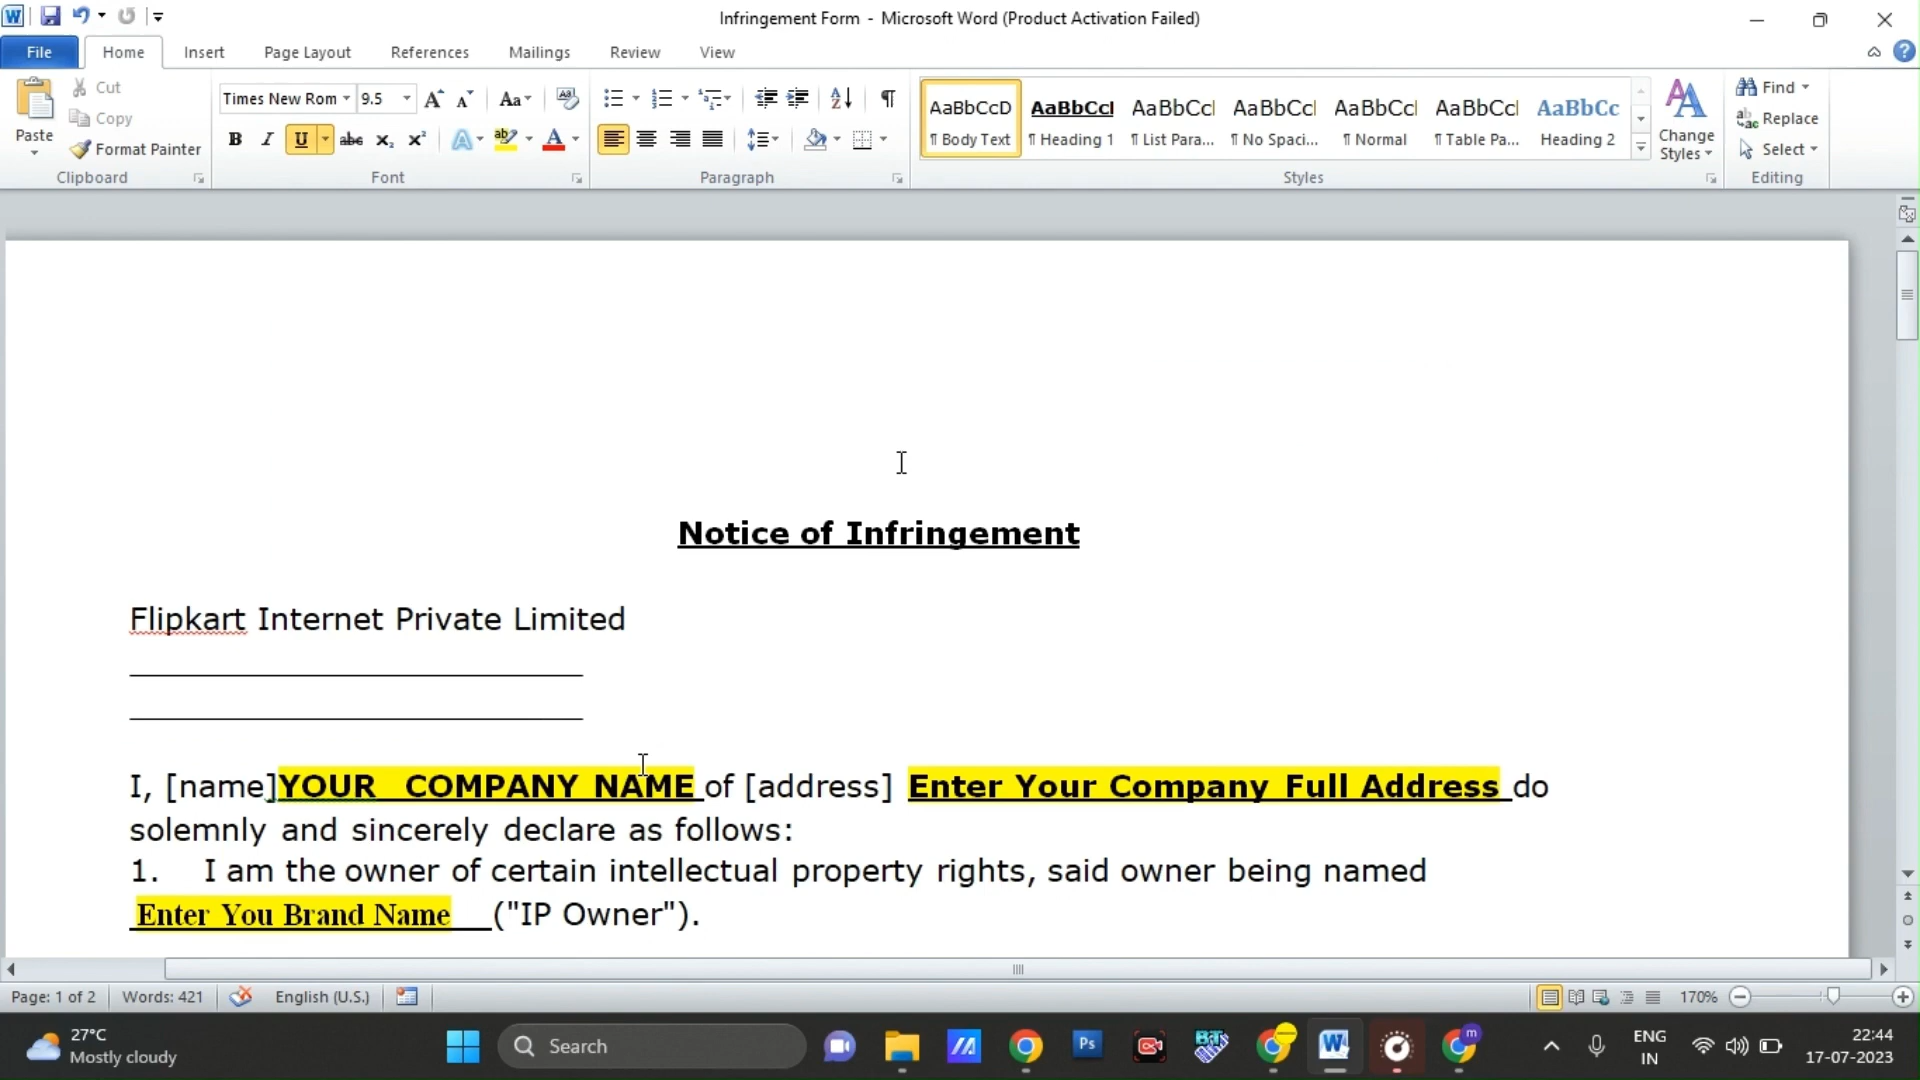 Infringement Form - Microsoft Word (Product Activation Failed)
File Home Insert Page Layout References Mailings Review View
Paste
Cut
Copy
Format Painter
Clipboard
Times New Rom 9.5
Aa
B I U abc X₂ X² A ab A
Font
A Z ¶
Paragraph
AaBbCcD AaBbCcI AaBbCcI AaBbCcI AaBbCcI AaBbCcI AaBbCc
¶ Body Text ¶ Heading 1 ¶ List Para... ¶ No Spaci... ¶ Normal ¶ Table Pa... Heading 2
Styles
Change
Styles
Find
Replace
Select
Editing
Notice of Infringement
Flipkart Internet Private Limited
I, [name]YOUR COMPANY NAME of [address] Enter Your Company Full Address do
solemnly and sincerely declare as follows:
1. I am the owner of certain intellectual property rights, said owner being named
Enter You Brand Name ("IP Owner").
Page: 1 of 2 Words: 421 English (U.S.) 170%
27°C
Mostly cloudy
Search
Ps
W
m
ENG
IN
22:44
17-07-2023